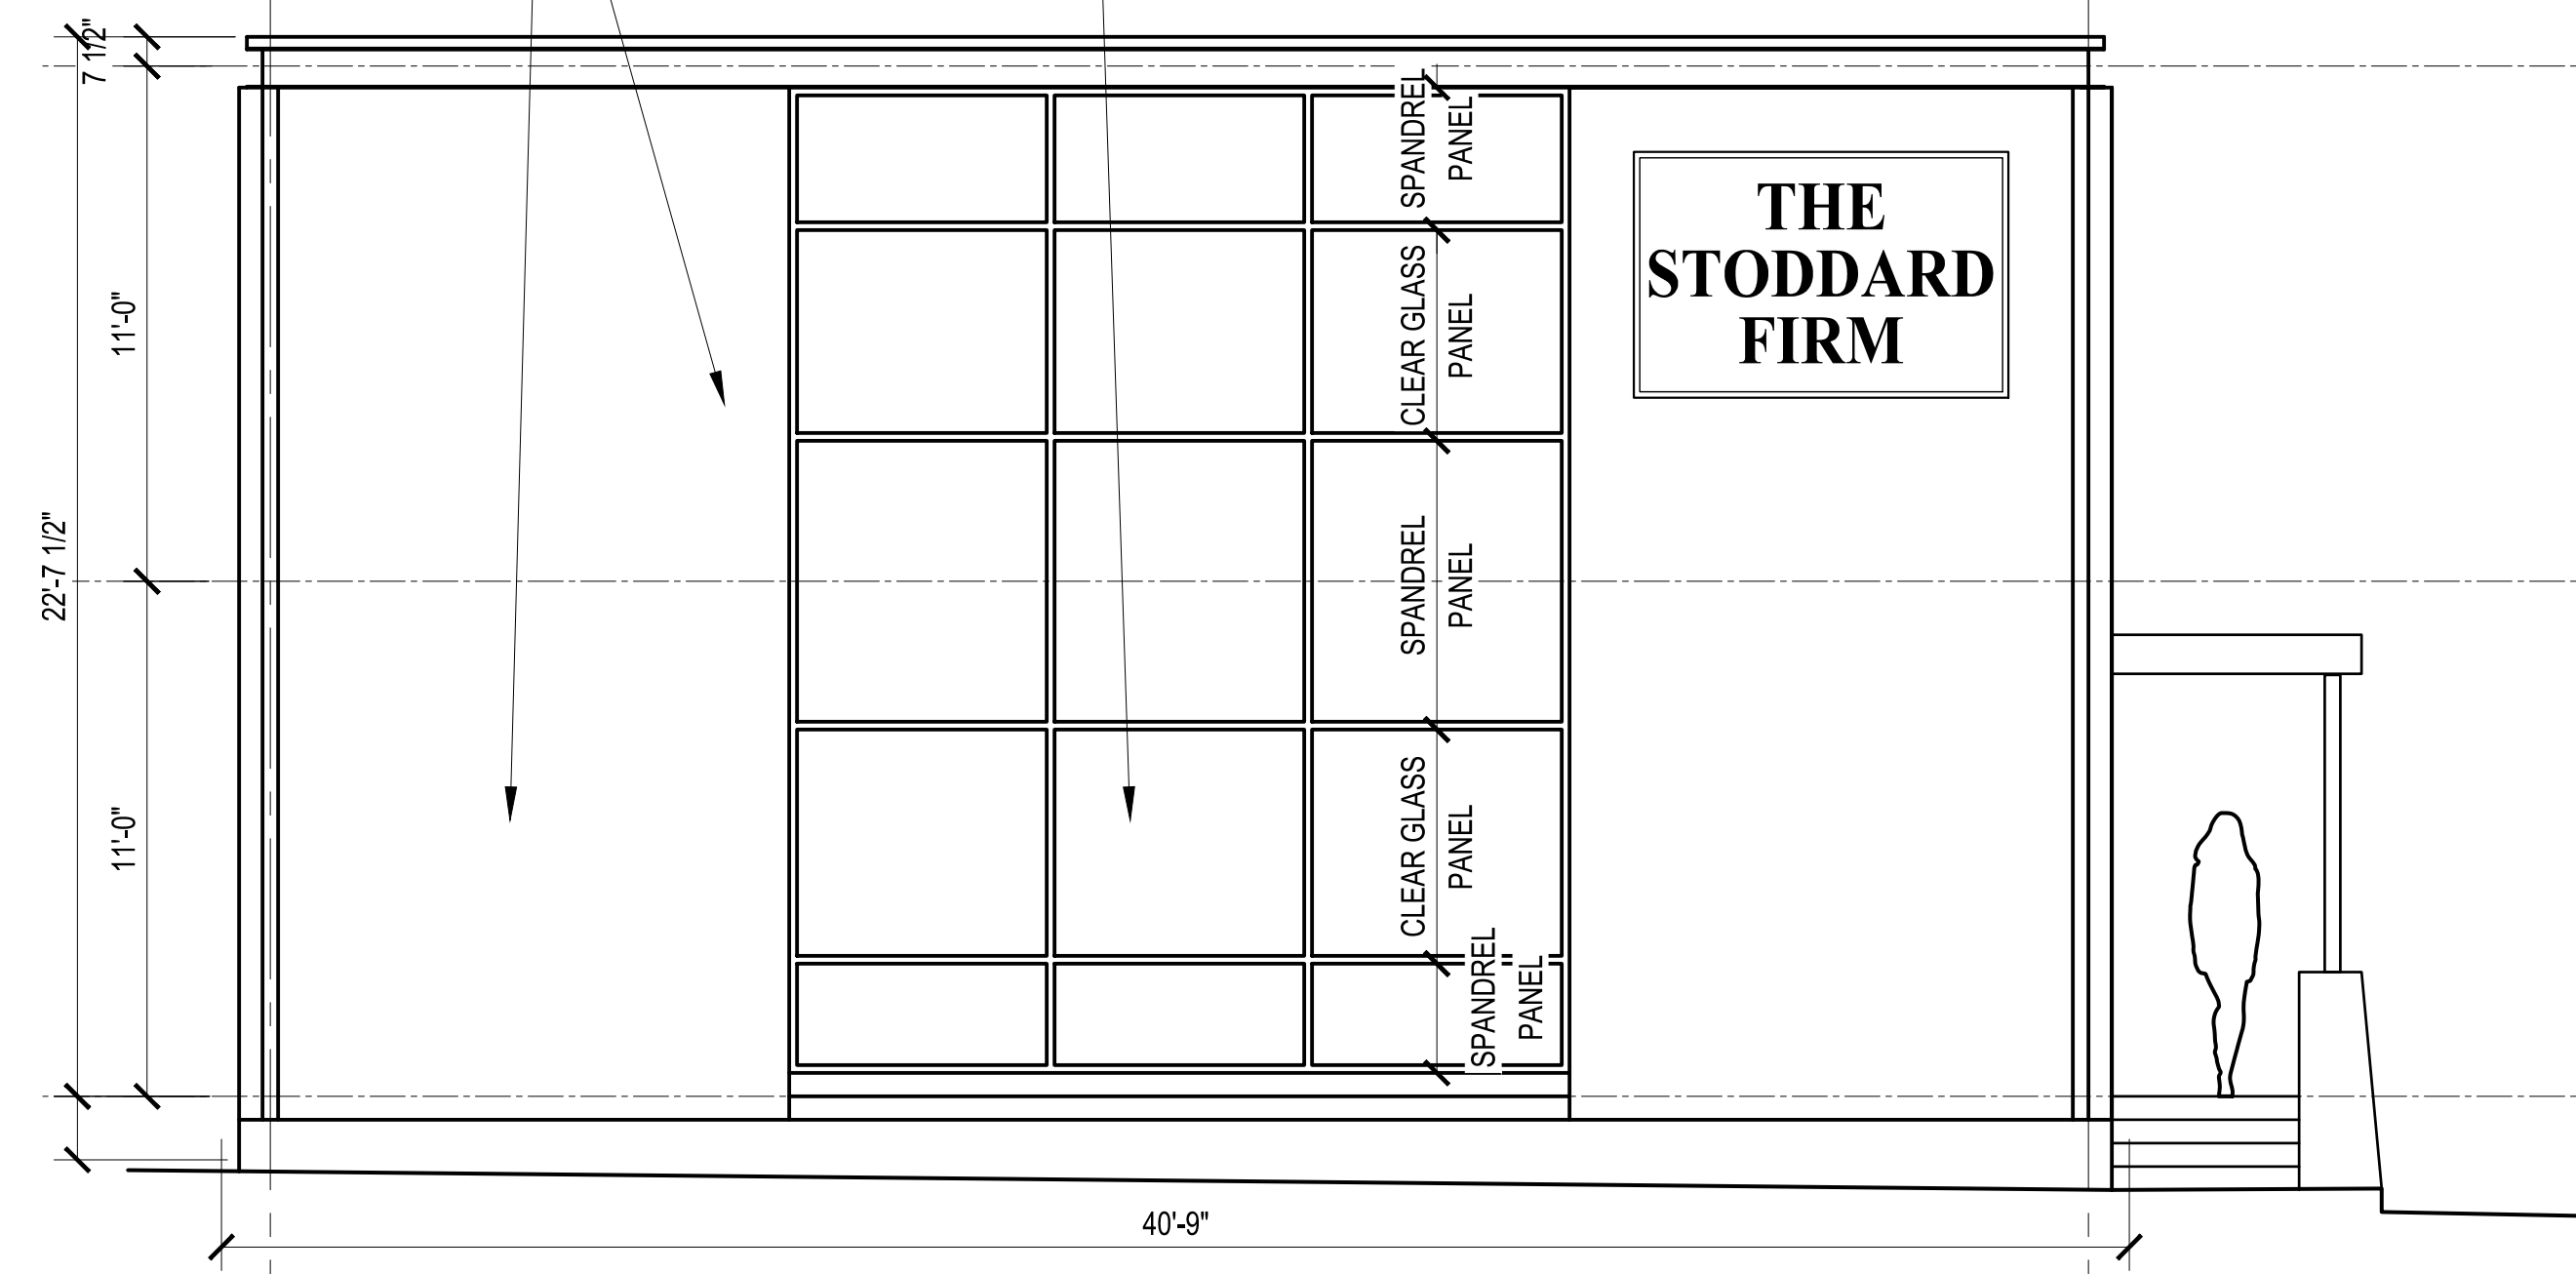 7 1/2"
11'-0"
22'-7 1/2"
11'-0"
SPANDREL
PANEL
CLEAR GLASS
PANEL
SPANDREL
PANEL
CLEAR GLASS
PANEL
SPANDREL
PANEL
THE
STODDARD
FIRM
40'-9"